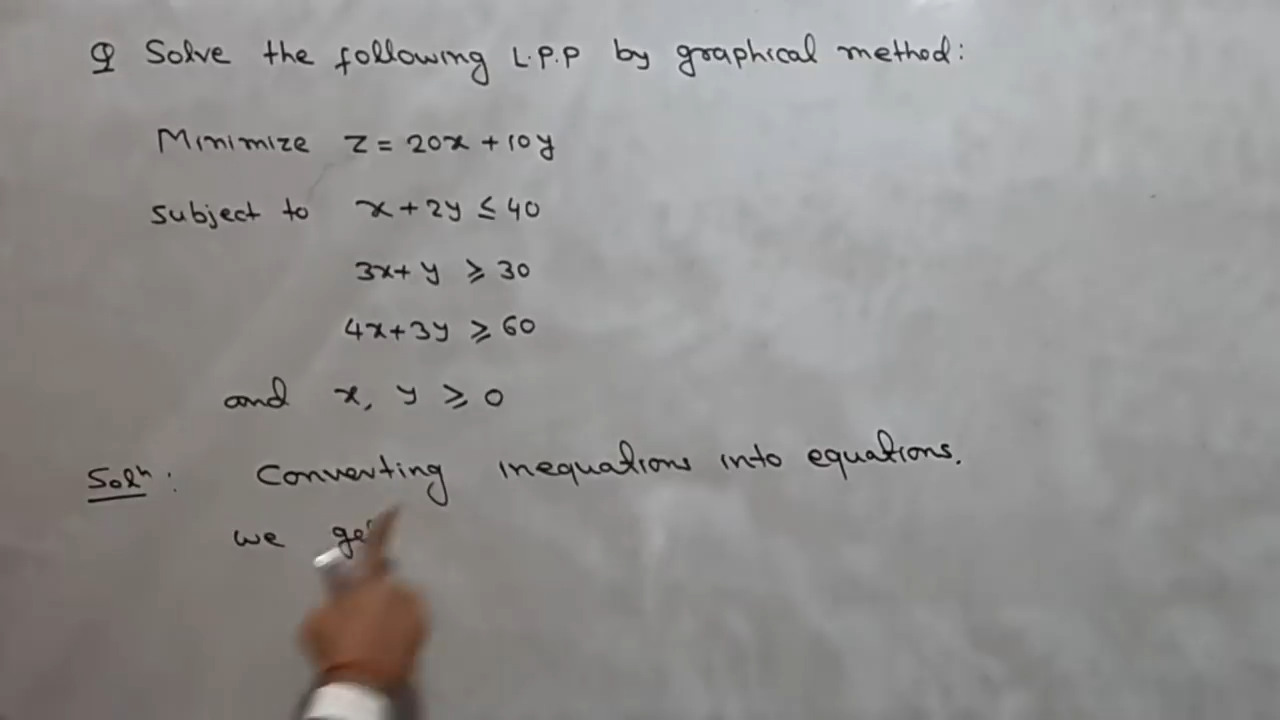 Q Solve the following L.P.P by graphical method:
Minimize z = 20x + 10y
subject to x + 2y ≤ 40
3x + y ≥ 30
4x + 3y ≥ 60
and x, y ≥ 0
Solⁿ: Converting inequations into equations.
we